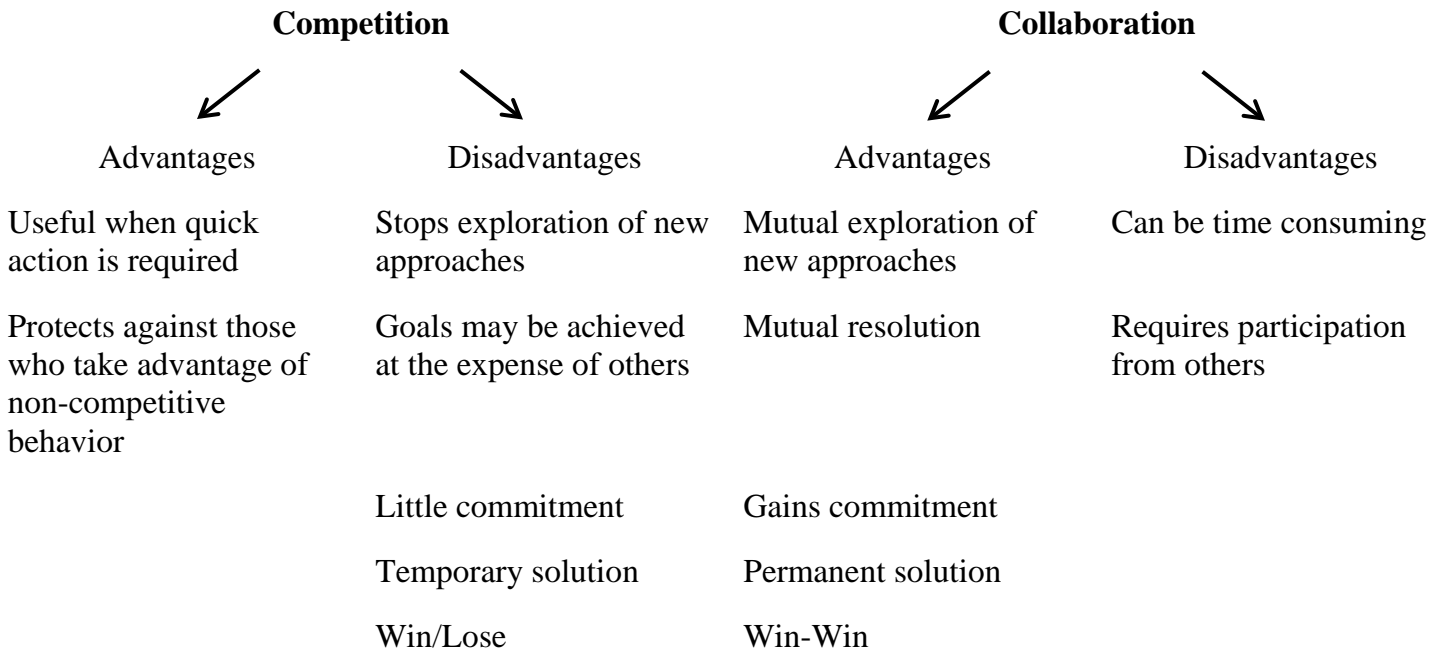 Competition
Collaboration
Advantages
Disadvantages
Advantages
Disadvantages
Useful when quick
action is required
Stops exploration of new
approaches
Mutual exploration of
new approaches
Can be time consuming
Protects against those
who take advantage of
non-competitive
behavior
Goals may be achieved
at the expense of others
Mutual resolution
Requires participation
from others
Little commitment
Gains commitment
Temporary solution
Permanent solution
Win/Lose
Win-Win